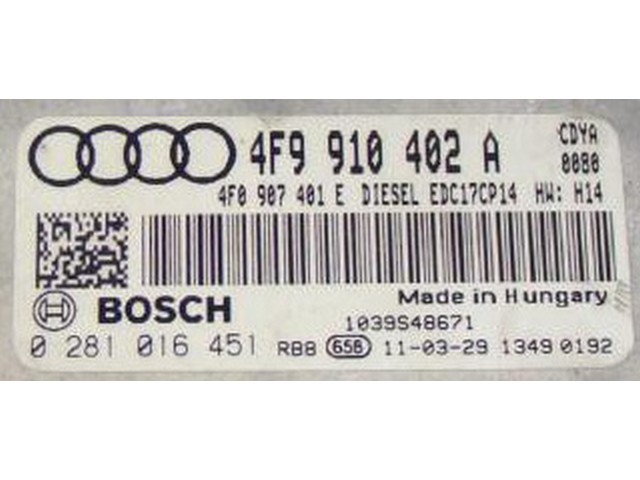 4F9 910 402 A CDYA
0080
4F0 907 401 E DIESEL EDC17CP14 HW: H14
BOSCH Made in Hungary
1039S48671
0 281 016 451 RB8 656 11-03-29 1349 0192